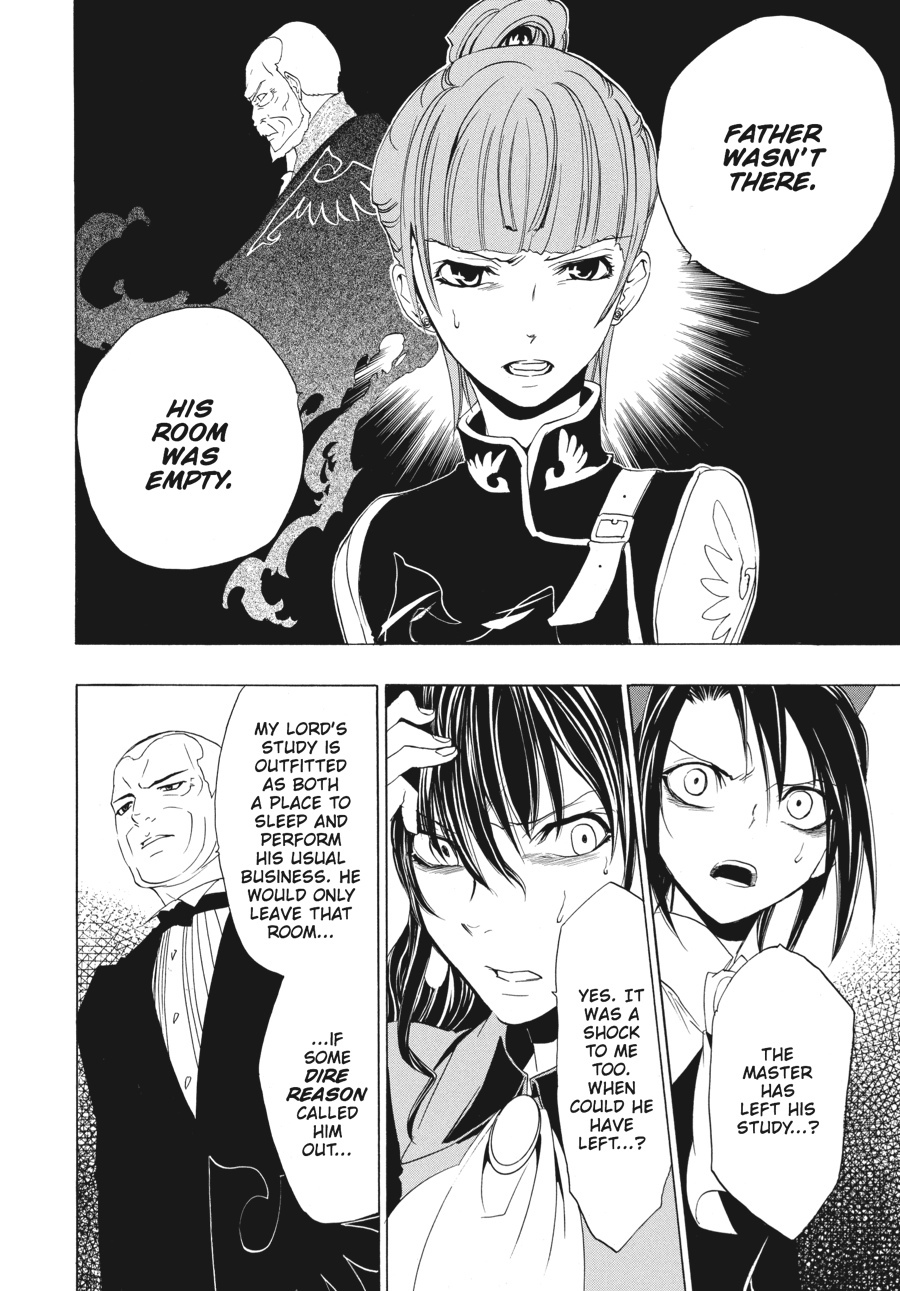 FATHER
WASN'T
THERE.
HIS
ROOM
WAS
EMPTY.
THE
MASTER
HAS
LEFT HIS
STUDY...?
YES. IT
WAS A
SHOCK
TO ME
TOO.
WHEN
COULD HE
HAVE
LEFT...?
MY LORD'S
STUDY IS
OUTFITTED
AS BOTH
A PLACE TO
SLEEP AND
PERFORM
HIS USUAL
BUSINESS. HE
WOULD ONLY
LEAVE THAT
ROOM...
...IF
SOME
DIRE
REASON
CALLED
HIM
OUT...